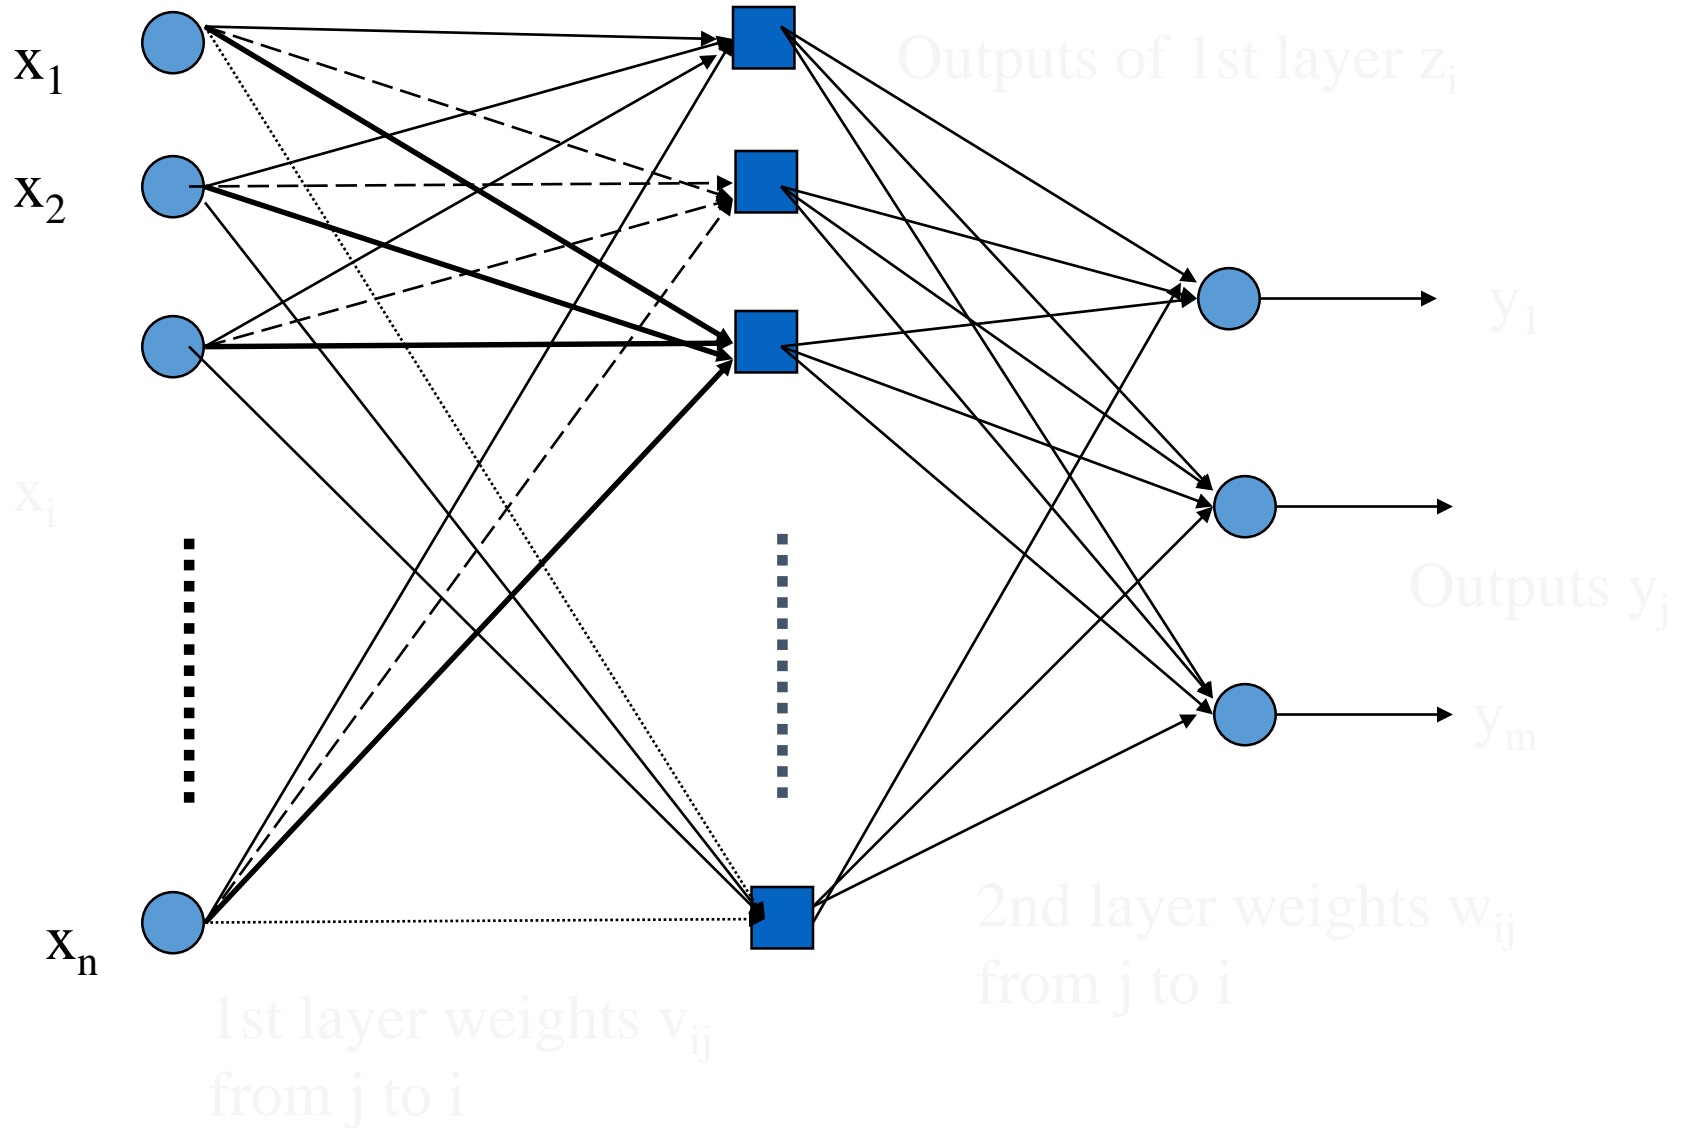 x1
Outputs of 1st layer zi
x2
y1
xi
Outputs yj
ym
2nd layer weights wij
from j to i
xn
1st layer weights vij
from j to i